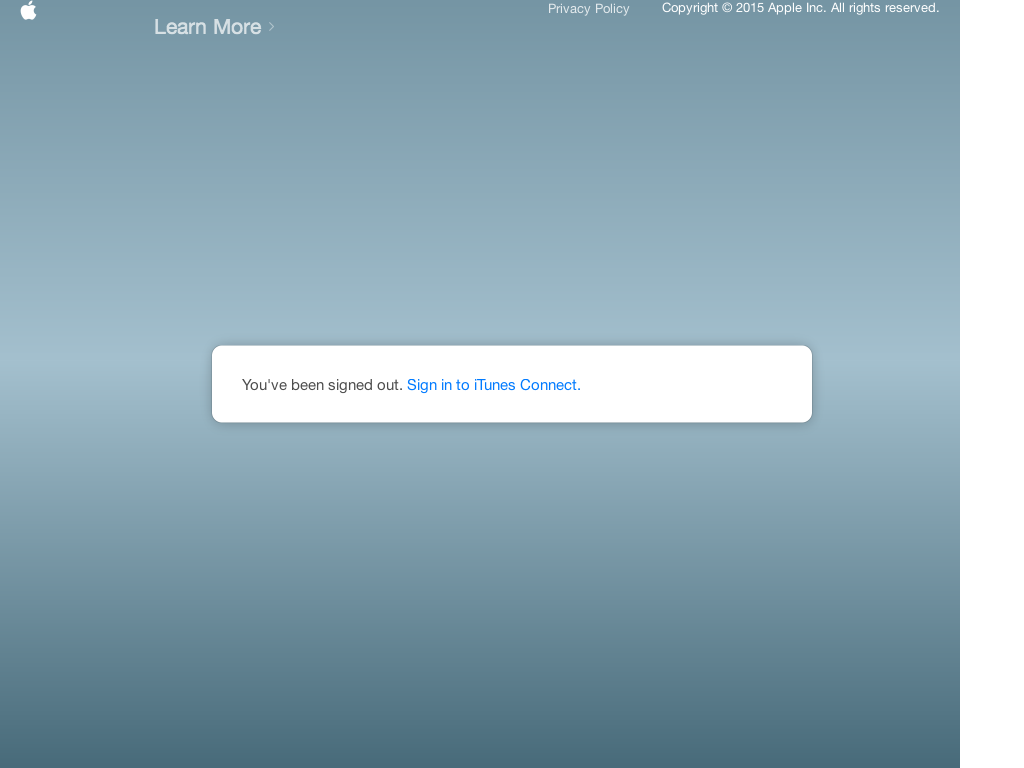 Privacy Policy
Copyright © 2015 Apple Inc. All rights reserved.
Learn More
You've been signed out. Sign in to iTunes Connect.